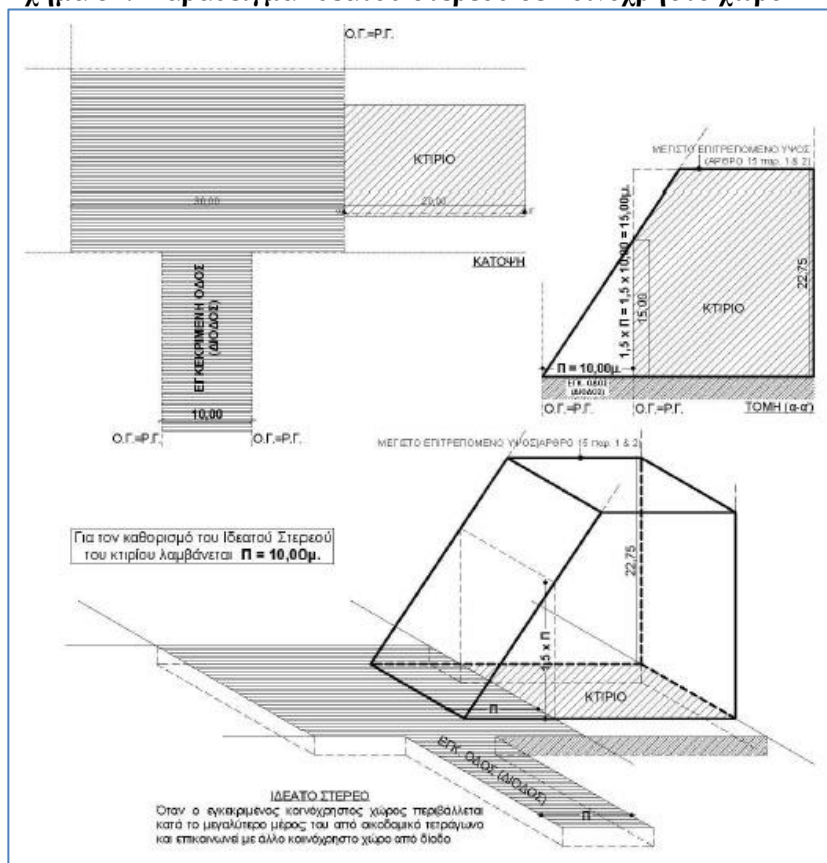 Ο.Γ.=Ρ.Γ.
ΚΤΙΡΙΟ
30,00
20,00
ΚΑΤΟΨΗ
ΕΓΚΕΚΡΙΜΕΝΗ ΟΔΟΣ
(ΔΙΟΔΟΣ)
10,00
Ο.Γ.=Ρ.Γ.
Ο.Γ.=Ρ.Γ.
ΜΕΓΙΣΤΟ ΕΠΙΤΡΕΠΟΜΕΝΟ ΥΨΟΣ
(ΑΡΘΡΟ 15 παρ. 1 & 2)
1,5 x Π = 1,5 x 10,00 = 15,00μ.
15,00
ΚΤΙΡΙΟ
22,75
Π = 10,00μ.
ΕΓΚ. ΟΔΟΣ
(ΔΙΟΔΟΣ)
Ο.Γ.=Ρ.Γ.
Ο.Γ.=Ρ.Γ.
ΤΟΜΗ (α-α')
ΜΕΓΙΣΤΟ ΕΠΙΤΡΕΠΟΜΕΝΟ ΥΨΟΣ(ΑΡΘΡΟ 15 παρ. 1 & 2)
Για τον καθορισμό του Ιδεατού Στερεού
του κτιρίου λαμβάνεται Π = 10,00μ.
22,75
1,5 x Π
Π
ΚΤΙΡΙΟ
ΕΓΚ. ΟΔΟΣ (ΔΙΟΔΟΣ)
Π
ΙΔΕΑΤΟ ΣΤΕΡΕΟ
Όταν ο εγκεκριμένος κοινόχρηστος χώρος περιβάλλεται
κατά το μεγαλύτερο μέρος του από οικοδομικό τετράγωνο
και επικοινωνεί με άλλο κοινόχρηστο χώρο από δίοδο